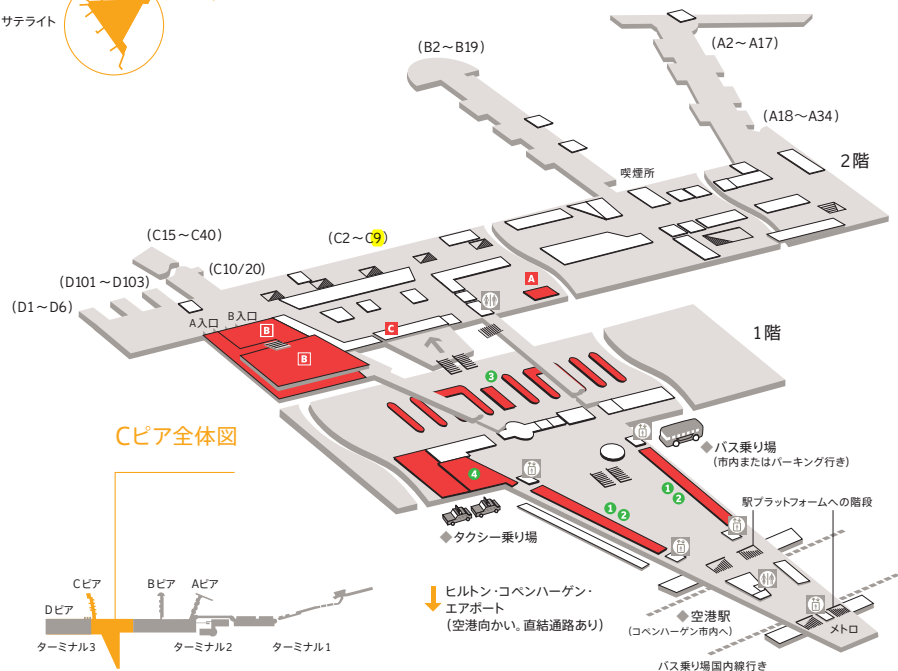 サテライト
(B2～B19)
(A2～A17)
(A18～A34)
2階
喫煙所
(C15～C40)
(C2～C9)
(C10/20)
(D101～D103)
(D1～D6)
A入口
B入口
A
B
B
C
1階
3
Cピア全体図
バス乗り場
(市内またはパーキング行き)
4
1
2
1
2
駅プラットフォームへの階段
タクシー乗り場
Cピア
Bピア
Aピア
Dピア
ターミナル3
ターミナル2
ターミナル1
ヒルトン・コペンハーゲン・
エアポート
(空港向かい。直結通路あり)
空港駅
(コペンハーゲン市内へ)
メトロ
バス乗り場国内線行き